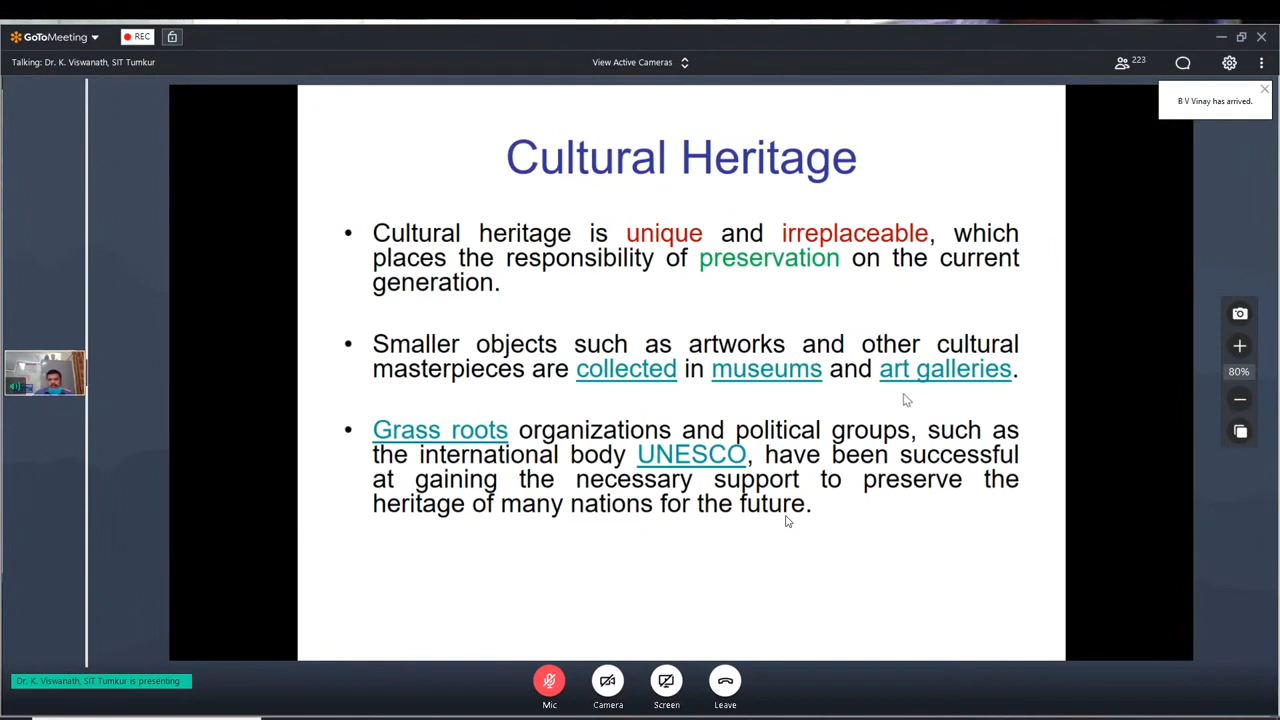 GoToMeeting
REC
Talking: Dr. K. Viswanath, SIT Tumkur
View Active Cameras
223
B V Vinay has arrived.
Cultural Heritage
• Cultural heritage is unique and irreplaceable, which
places the responsibility of preservation on the current
generation.
• Smaller objects such as artworks and other cultural
masterpieces are collected in museums and art galleries.
• Grass roots organizations and political groups, such as
the international body UNESCO, have been successful
at gaining the necessary support to preserve the
heritage of many nations for the future.
80%
Dr. K. Viswanath, SIT Tumkur is presenting
Mic
Camera
Screen
Leave